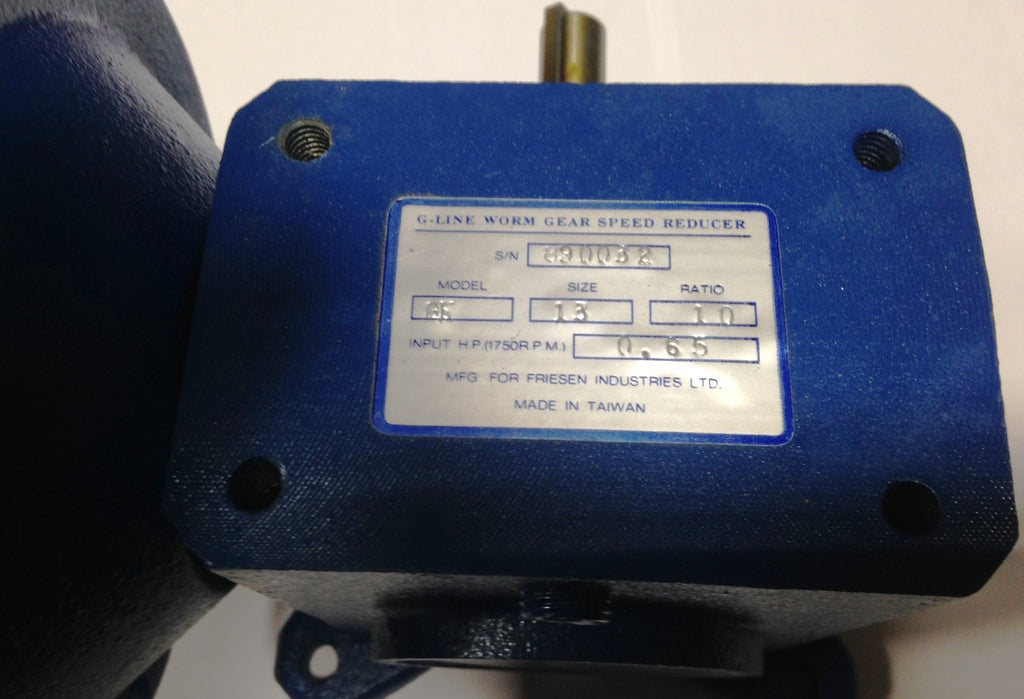 G-LINE WORM GEAR SPEED REDUCER
S/N 890032
MODEL SIZE RATIO
13 10
INPUT H.P.(1750R.P.M.) 0.65
MFG. FOR FRIESEN INDUSTRIES LTD.
MADE IN TAIWAN